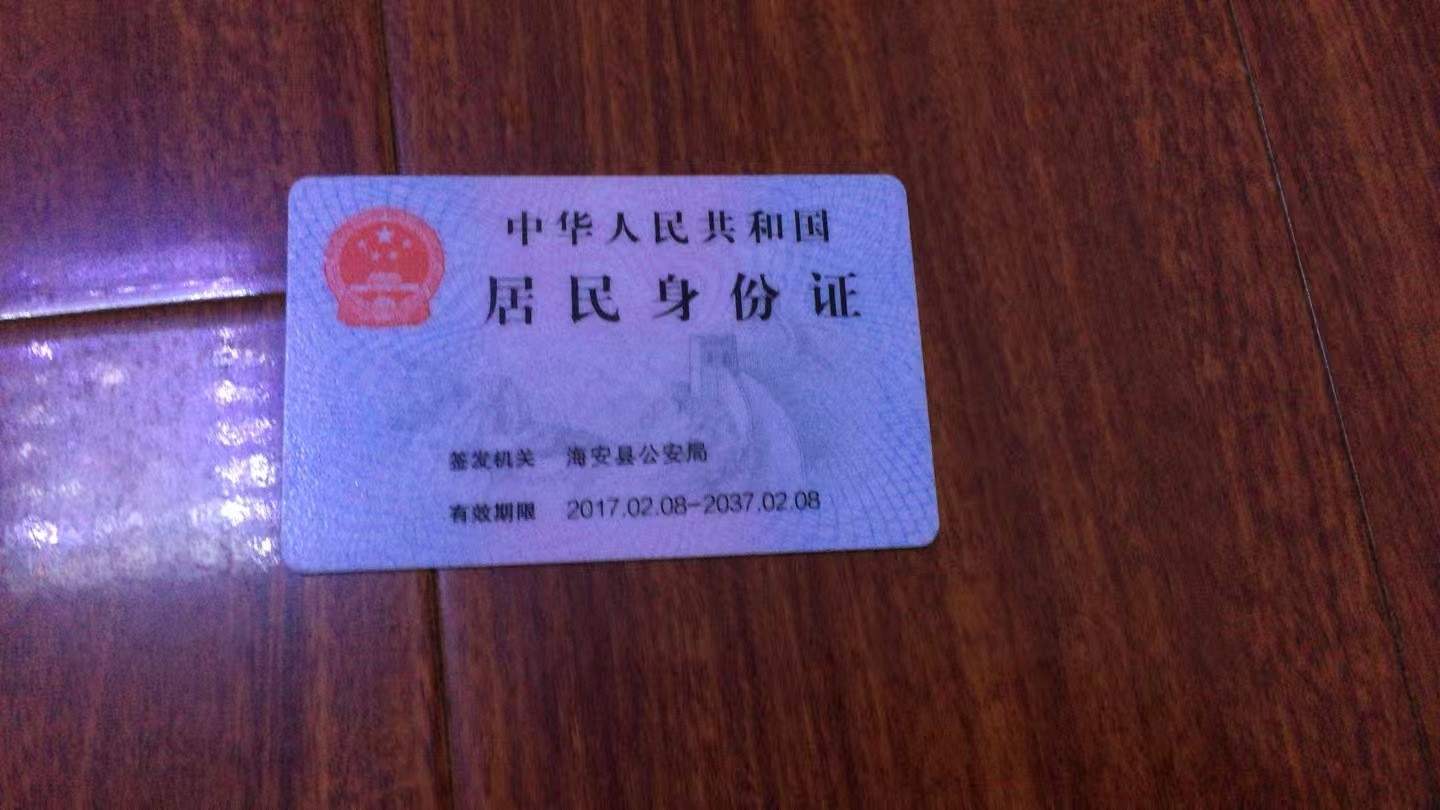 中华人民共和国
居民身份证
签发机关 海安县公安局
有效期限 2017.02.08-2037.02.08